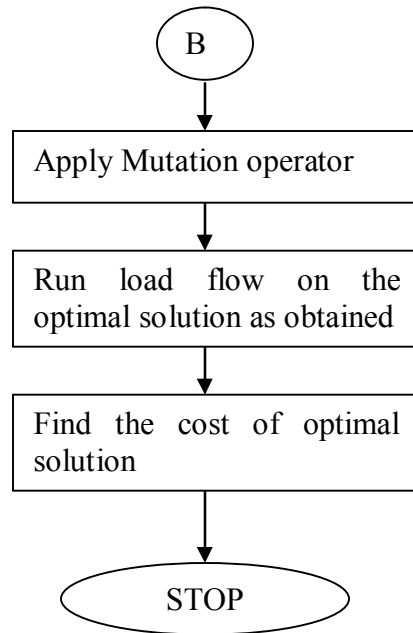 B
Apply Mutation operator
Run load flow on the
optimal solution as obtained
Find the cost of optimal
solution
STOP